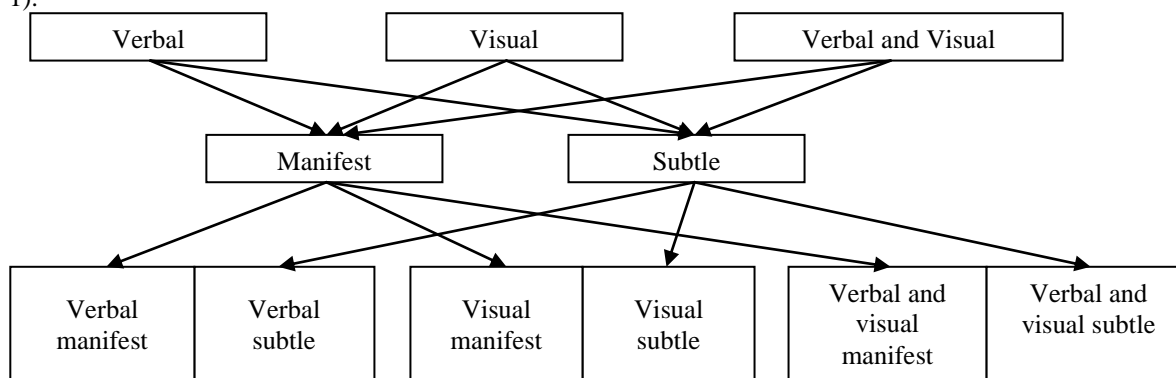 1).
Verbal
Visual
Verbal and Visual
Manifest
Subtle
Verbal
manifest
Verbal
subtle
Visual
manifest
Visual
subtle
Verbal and
visual
manifest
Verbal and
visual subtle